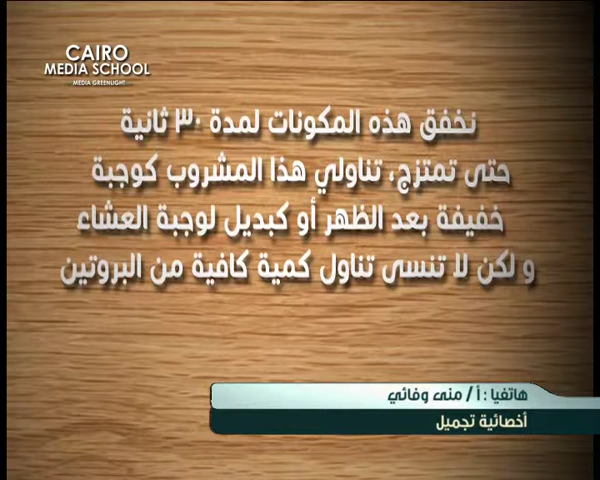 CAIRO
MEDIA SCHOOL
MEDIA GREENLIGHT
نخفق هذه المكونات لمدة ٣٠ ثانية
حتى تمتزج، تناولي هذا المشروب كوجبة
خفيفة بعد الظهر أو كبديل لوجبة العشاء
و لكن لا تنسى تناول كمية كافية من البروتين
هاتفيا : أ / منى وفائي
أخصائية تجميل